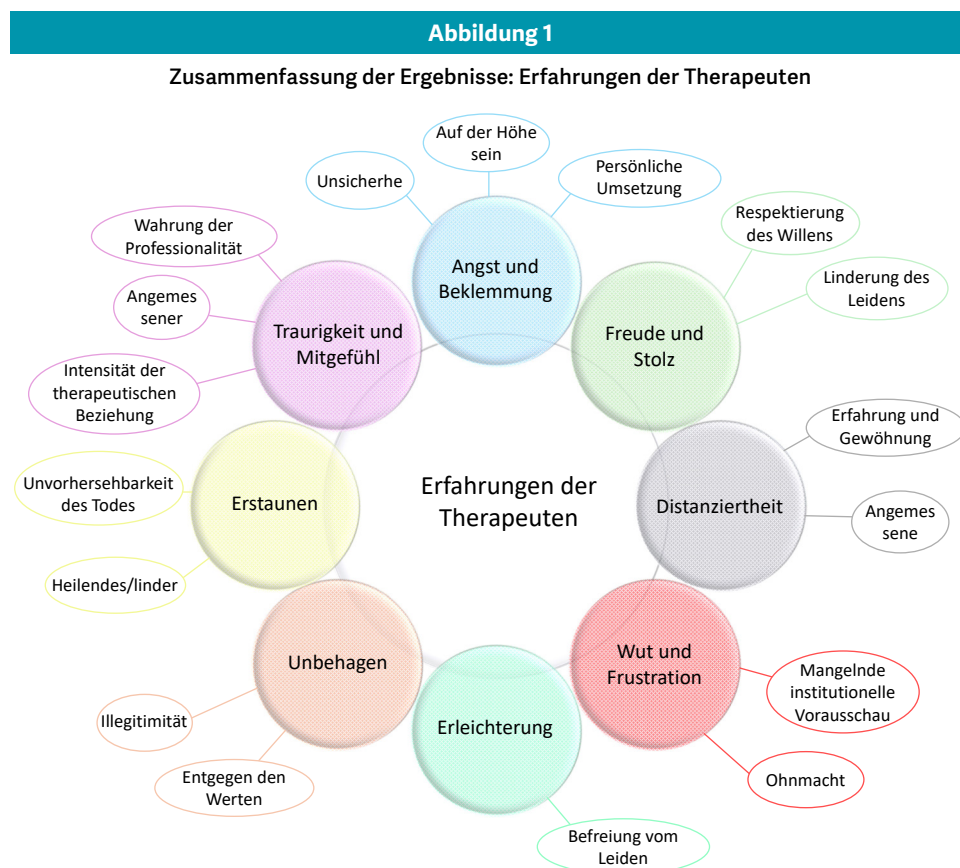 Abbildung 1
Zusammenfassung der Ergebnisse: Erfahrungen der Therapeuten
Auf der Höhe
sein
Unsicherhe
Persönliche
Umsetzung
Angst und
Beklemmung
Respektierung
des Willens
Linderung des
Leidens
Freude und
Stolz
Wahrung der
Professionalität
Angemes
sener
Intensität der
therapeutischen
Beziehung
Traurigkeit und
Mitgefühl
Erfahrung und
Gewöhnung
Angemes
sene
Distanziertheit
Erfahrungen der
Therapeuten
Unvorhersehbarkeit
des Todes
Heilendes/linder
Erstaunen
Wut und
Frustration
Mangelnde
institutionelle
Vorausschau
Ohnmacht
Unbehagen
Illegitimität
Entgegen den
Werten
Erleichterung
Befreiung vom
Leiden